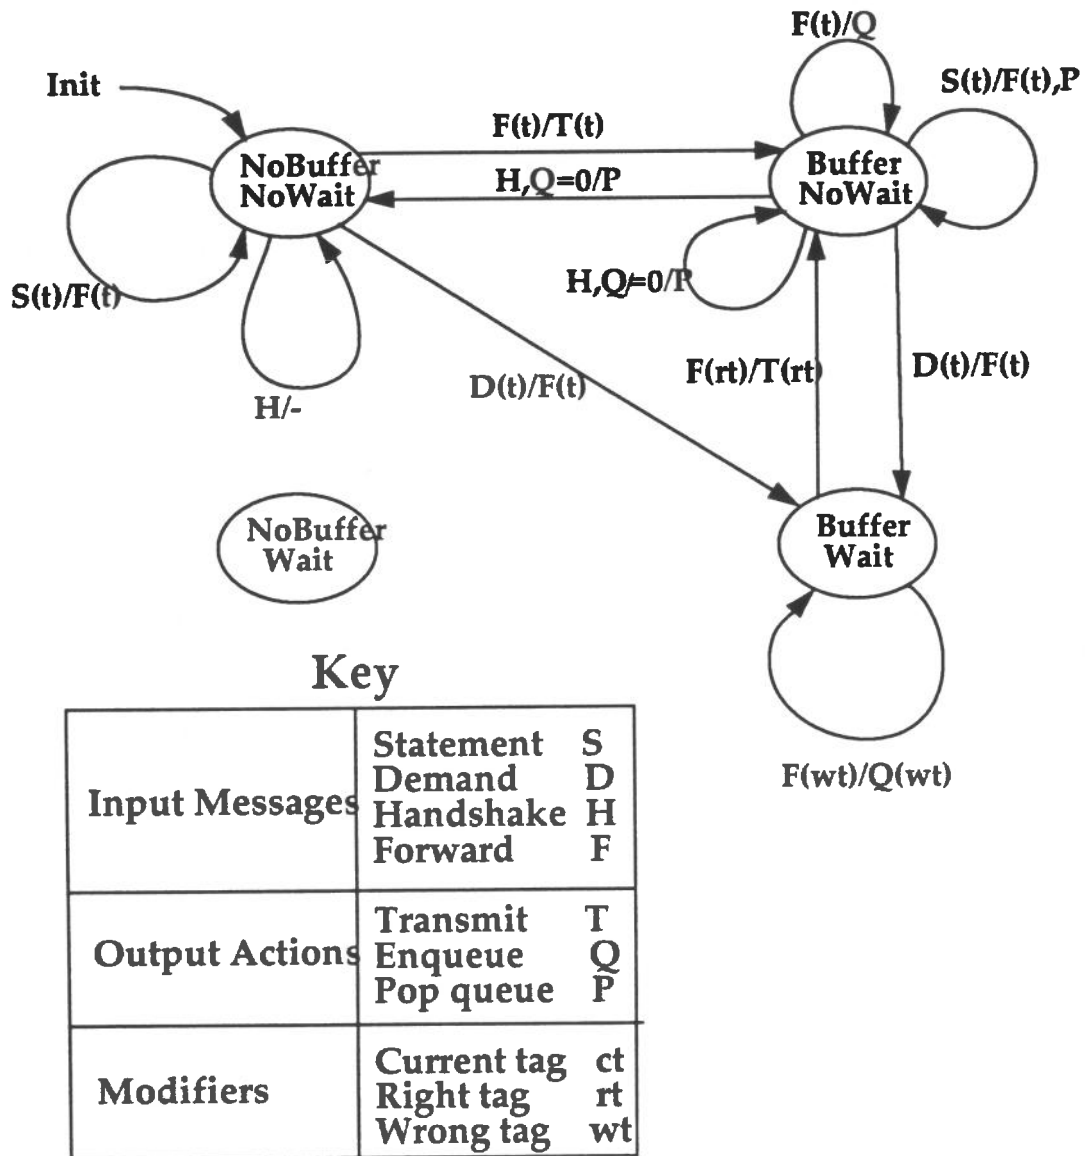 F(t)/Q
Init
S(t)/F(t),P
F(t)/T(t)
NoBuffer
NoWait
Buffer
NoWait
H,Q=0/P
S(t)/F(t)
H,Q≠0/P
F(rt)/T(rt)
D(t)/F(t)
D(t)/F(t)
H/-
NoBuffer
Wait
Buffer
Wait
Key
F(wt)/Q(wt)
Input Messages
Statement S
Demand D
Handshake H
Forward F
Output Actions
Transmit T
Enqueue Q
Pop queue P
Modifiers
Current tag ct
Right tag rt
Wrong tag wt